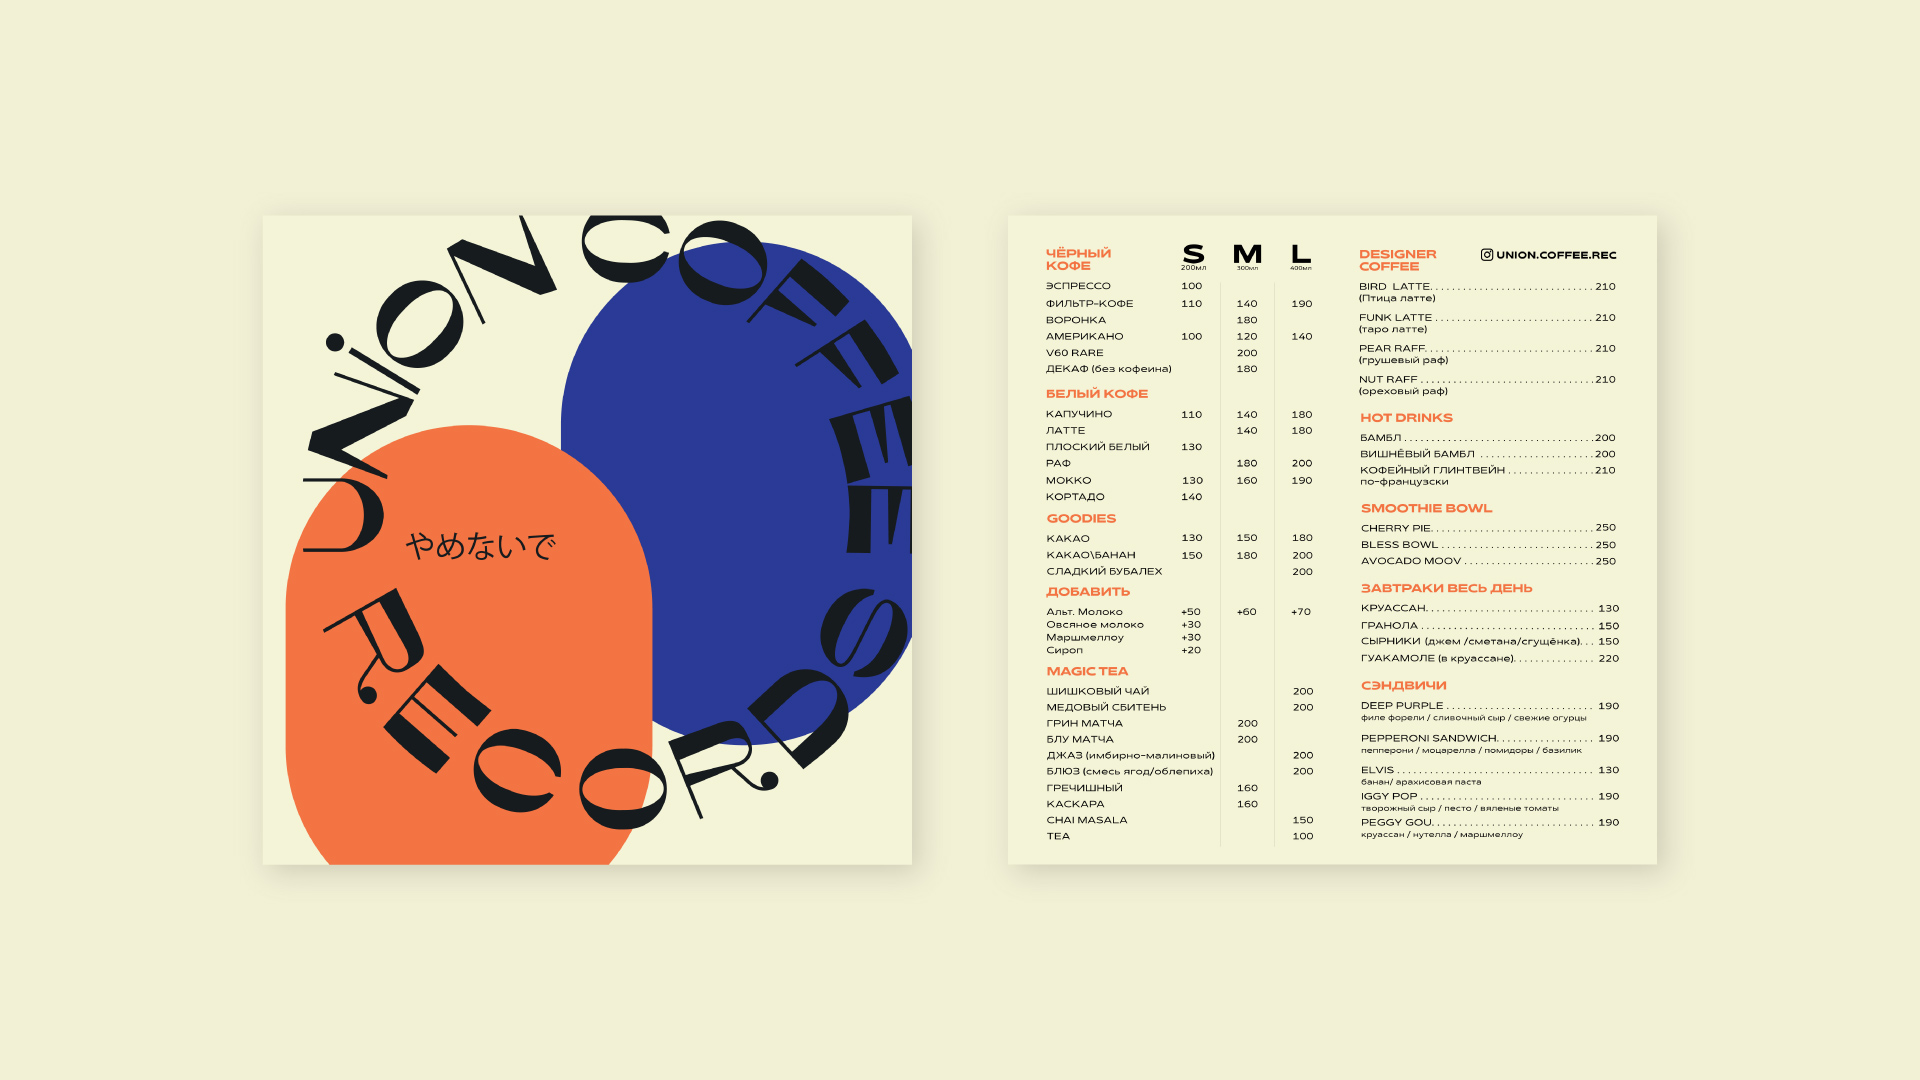 UNiON COFFEE RECORDS
やめないで
ЧЁРНЫЙ
КОФЕ
S M L
200мл 300мл 400мл
ЭСПРЕССО 100
ФИЛЬТР-КОФЕ 110 140 190
ВОРОНКА 180
АМЕРИКАНО 100 120 140
V60 RARE 200
ДЕКАФ (без кофеина) 180
БЕЛЫЙ КОФЕ
КАПУЧИНО 110 140 180
ЛАТТЕ 140 180
ПЛОСКИЙ БЕЛЫЙ 130
РАФ 180 200
МОККО 130 160 190
КОРТАДО 140
GOODIES
КАКАО 130 150 180
КАКАО\БАНАН 150 180 200
СЛАДКИЙ БУБАЛЕХ 200
ДОБАВИТЬ
Альт. Молоко +50 +60 +70
Овсяное молоко +30
Маршмеллоу +30
Сироп +20
MAGIC TEA
ШИШКОВЫЙ ЧАЙ 200
МЕДОВЫЙ СБИТЕНЬ 200
ГРИН МАТЧА 200
БЛУ МАТЧА 200
ДЖАЗ (имбирно-малиновый) 200
БЛЮЗ (смесь ягод/облепиха) 200
ГРЕЧИШНЫЙ 160
КАСКАРА 160
CHAI MASALA 150
TEA 100
DESIGNER
COFFEE
UNION.COFFEE.REC
BIRD LATTE 210
(Птица латте)
FUNK LATTE 210
(таро латте)
PEAR RAFF 210
(грушевый раф)
NUT RAFF 210
(ореховый раф)
HOT DRINKS
БАМБЛ 200
ВИШНЁВЫЙ БАМБЛ 200
КОФЕЙНЫЙ ГЛИНТВЕЙН 210
по-французски
SMOOTHIE BOWL
CHERRY PIE 250
BLESS BOWL 250
AVOCADO MOOV 250
ЗАВТРАКИ ВЕСЬ ДЕНЬ
КРУАССАН 130
ГРАНОЛА 150
СЫРНИКИ (джем /сметана/сгущёнка) 150
ГУАКАМОЛЕ (в круассане) 220
СЭНДВИЧИ
DEEP PURPLE 190
филе форели / сливочный сыр / свежие огурцы
PEPPERONI SANDWICH 190
пепперони / моцарелла / помидоры / базилик
ELVIS 130
банан/ арахисовая паста
IGGY POP 190
творожный сыр / песто / вяленые томаты
PEGGY GOU 190
круассан / нутелла / маршмеллоу